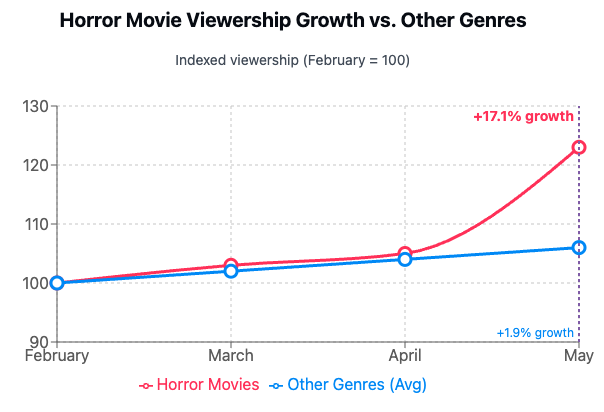 Horror Movie Viewership Growth vs. Other Genres
Indexed viewership (February = 100)
130
+17.1% growth
120
110
100
90
+1.9% growth
February March April May
Horror Movies Other Genres (Avg)